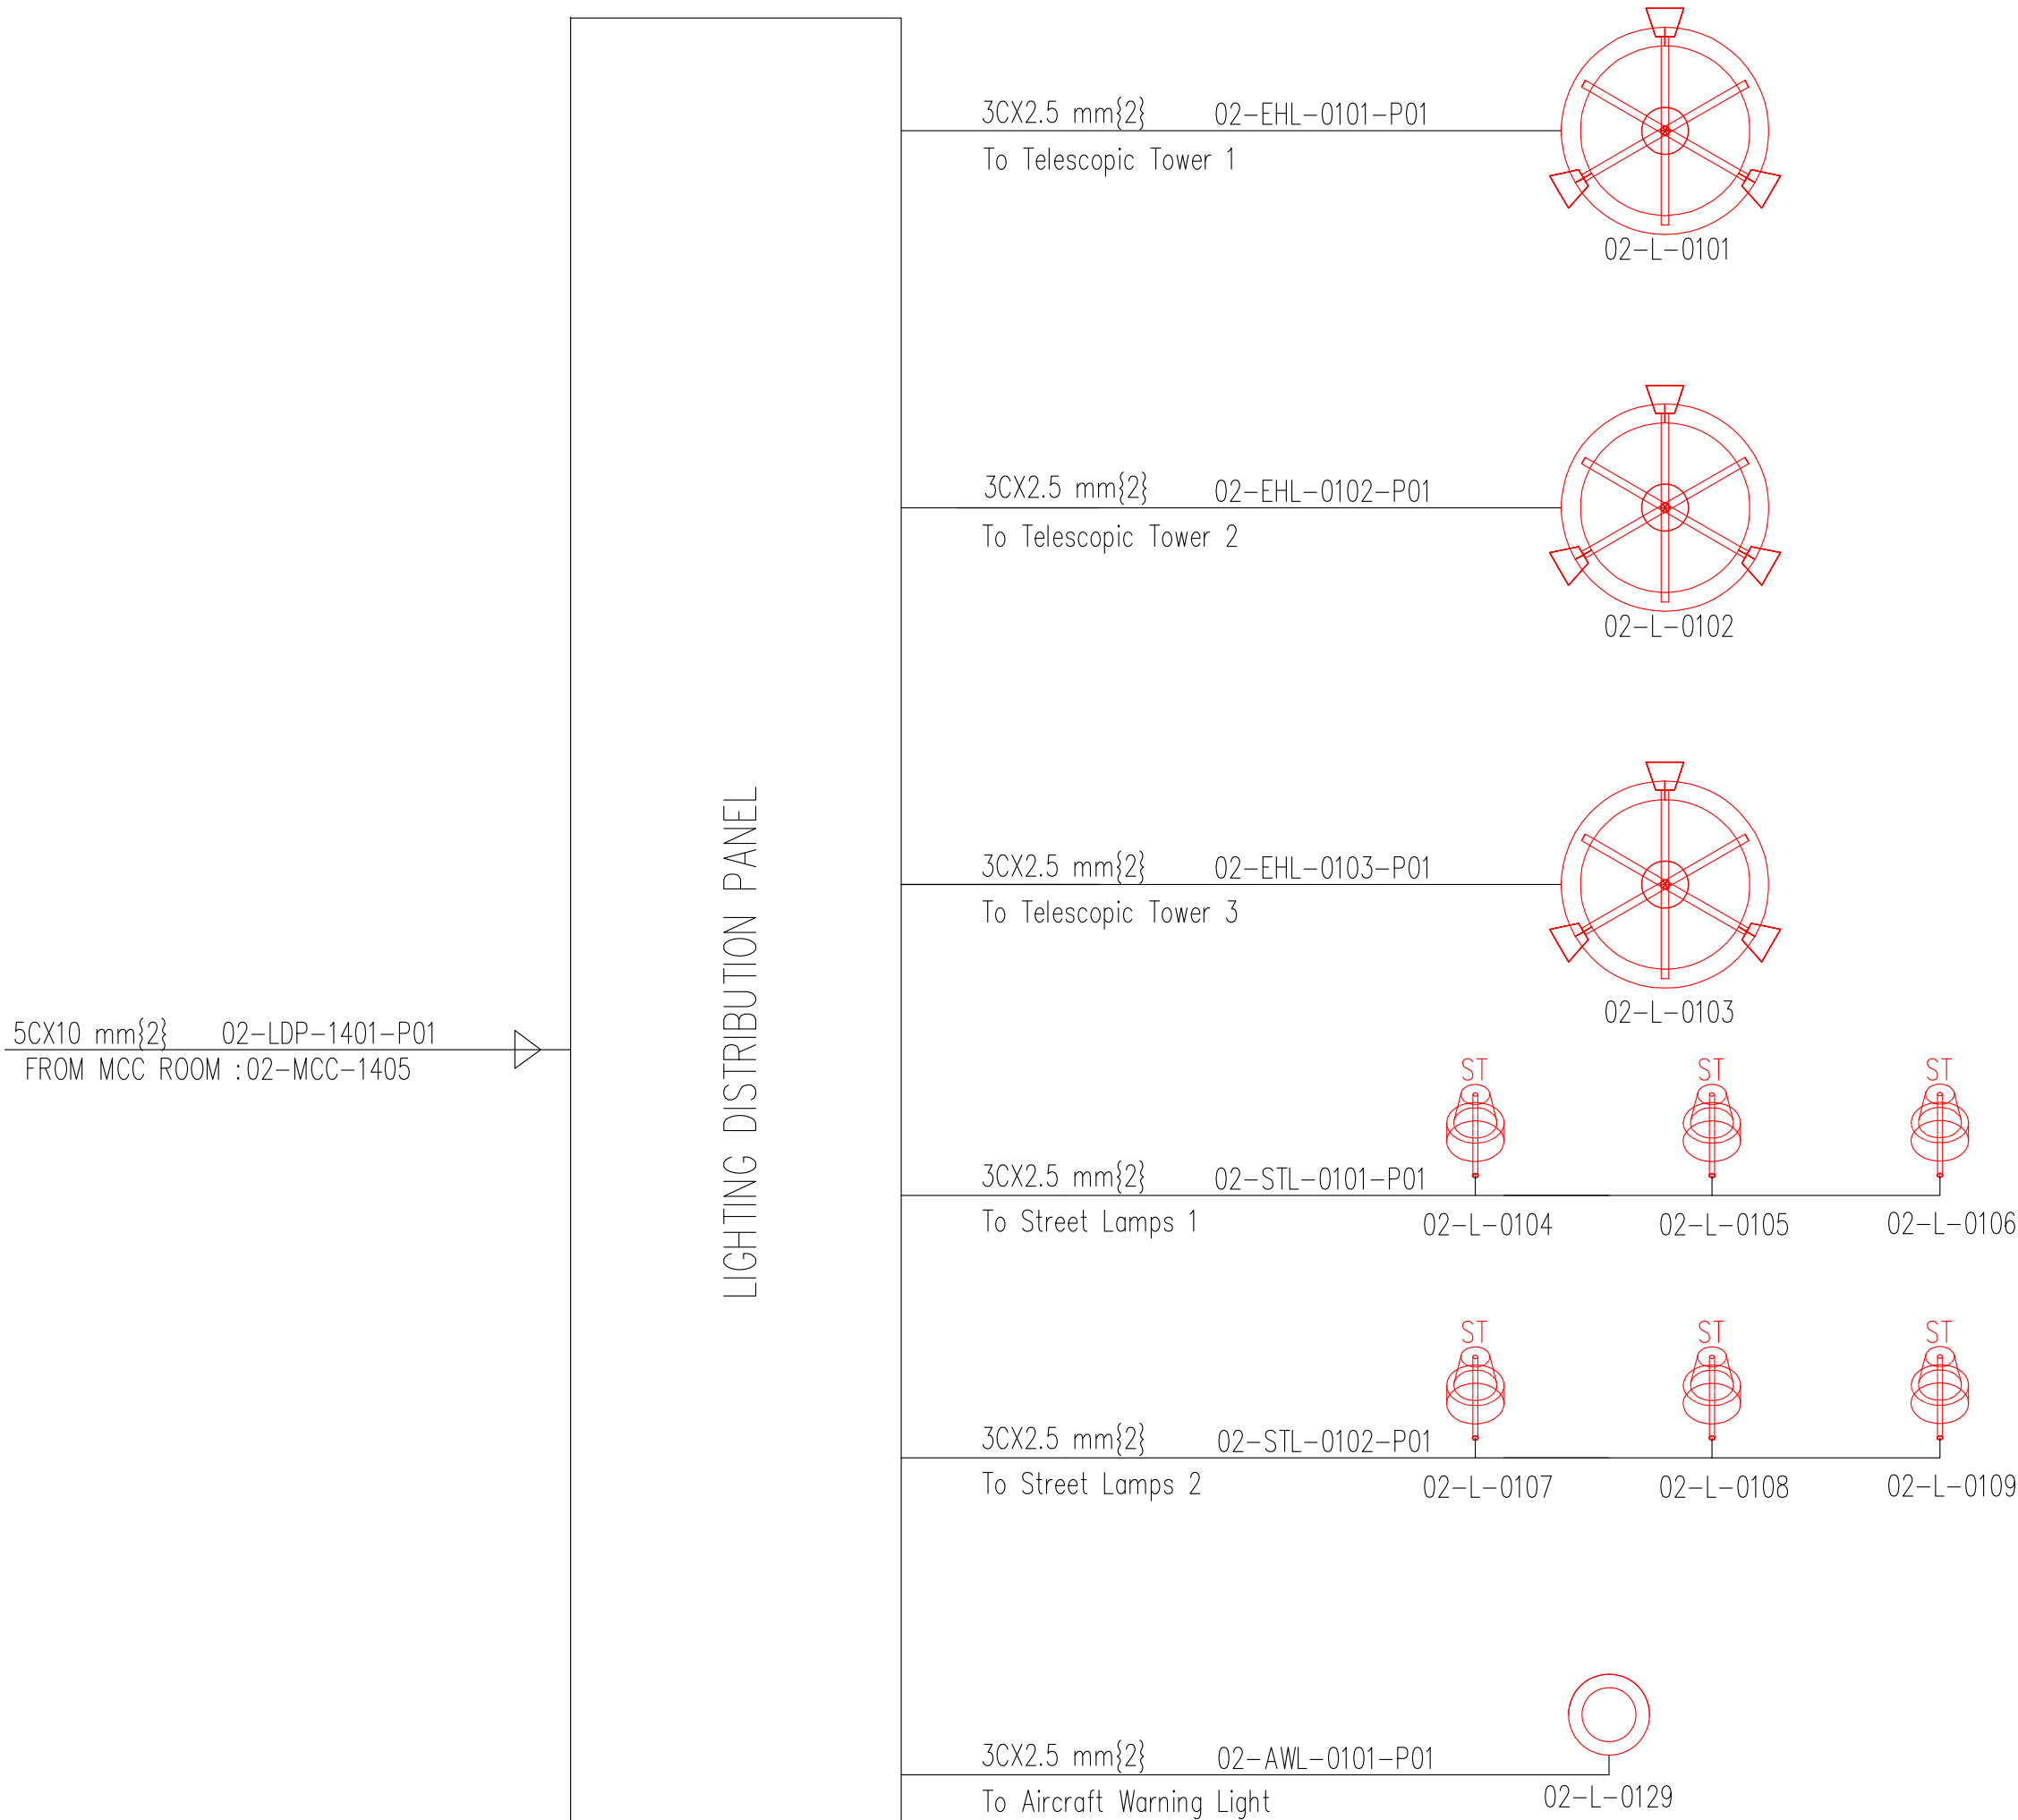 3CX2.5 mm{2} 02-EHL-0101-P01
To Telescopic Tower 1
02-L-0101
3CX2.5 mm{2} 02-EHL-0102-P01
To Telescopic Tower 2
02-L-0102
3CX2.5 mm{2} 02-EHL-0103-P01
To Telescopic Tower 3
02-L-0103
LIGHTING DISTRIBUTION PANEL
5CX10 mm{2} 02-LDP-1401-P01
FROM MCC ROOM :02-MCC-1405
ST ST ST
3CX2.5 mm{2} 02-STL-0101-P01
To Street Lamps 1
02-L-0104 02-L-0105 02-L-0106
ST ST ST
3CX2.5 mm{2} 02-STL-0102-P01
To Street Lamps 2
02-L-0107 02-L-0108 02-L-0109
3CX2.5 mm{2} 02-AWL-0101-P01
To Aircraft Warning Light
02-L-0129